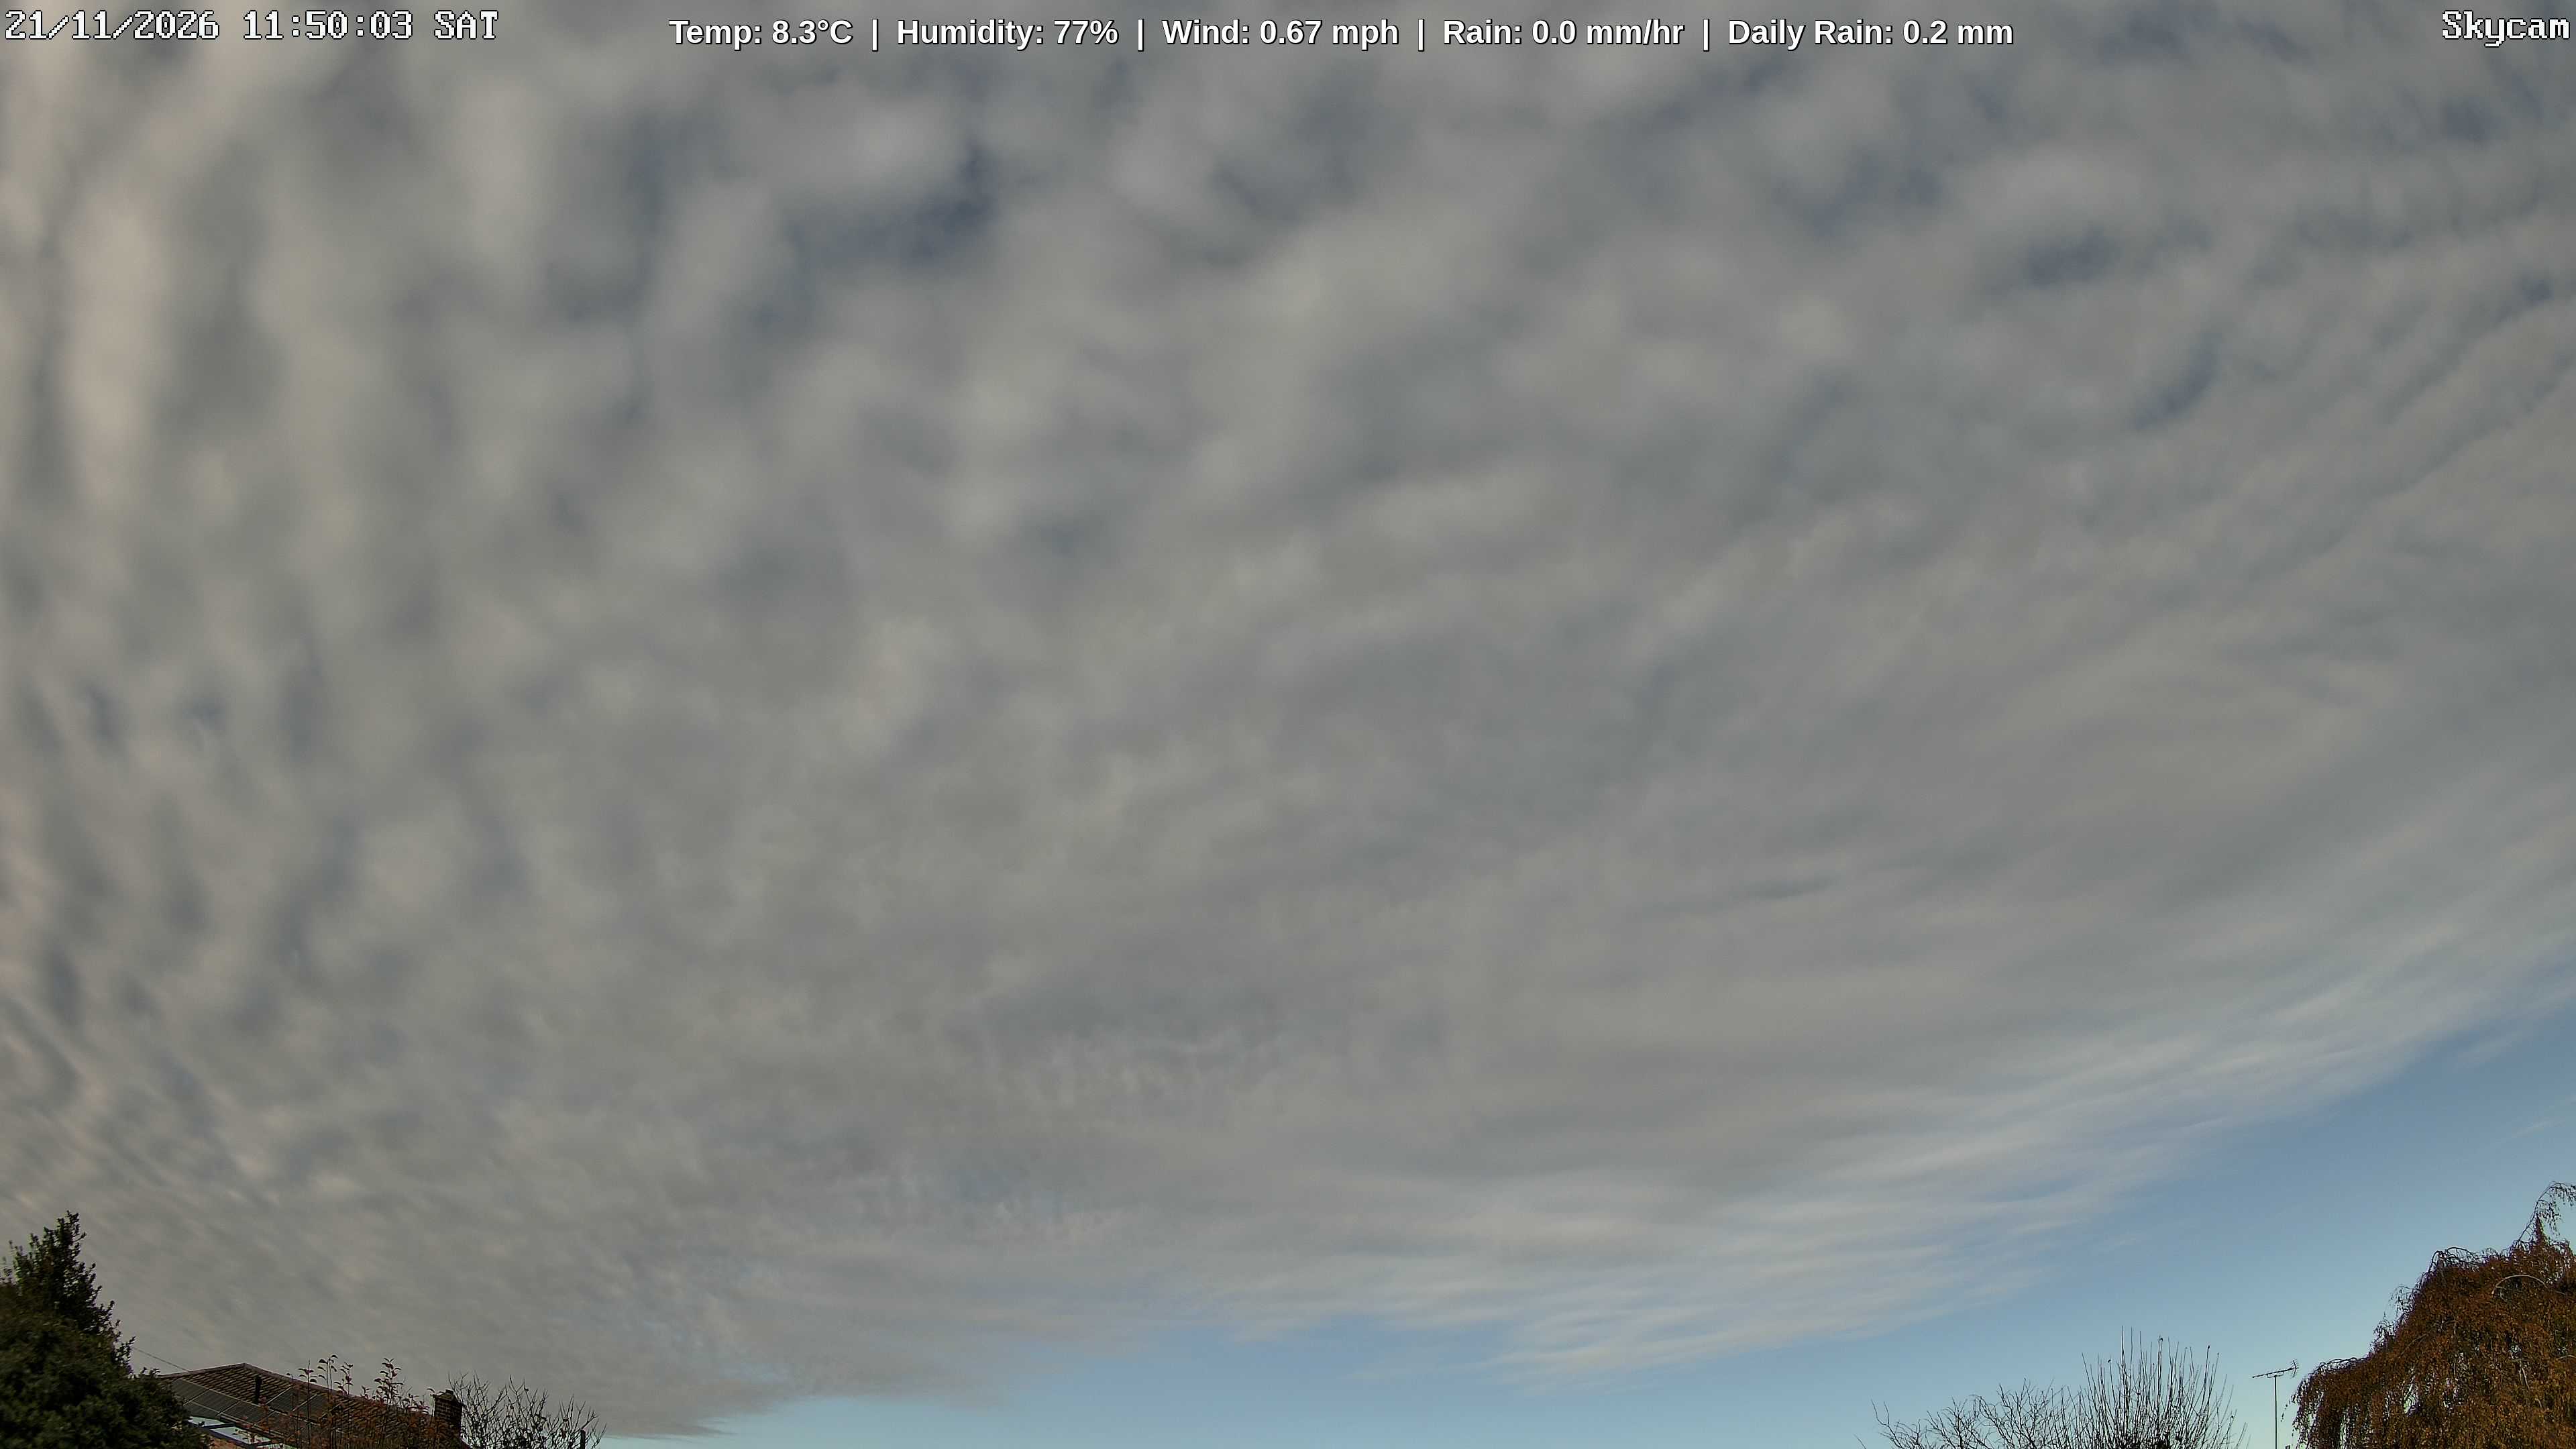 21/11/2026 11:50:03 SAT
Temp: 8.3°C | Humidity: 77% | Wind: 0.67 mph | Rain: 0.0 mm/hr | Daily Rain: 0.2 mm
Skycam